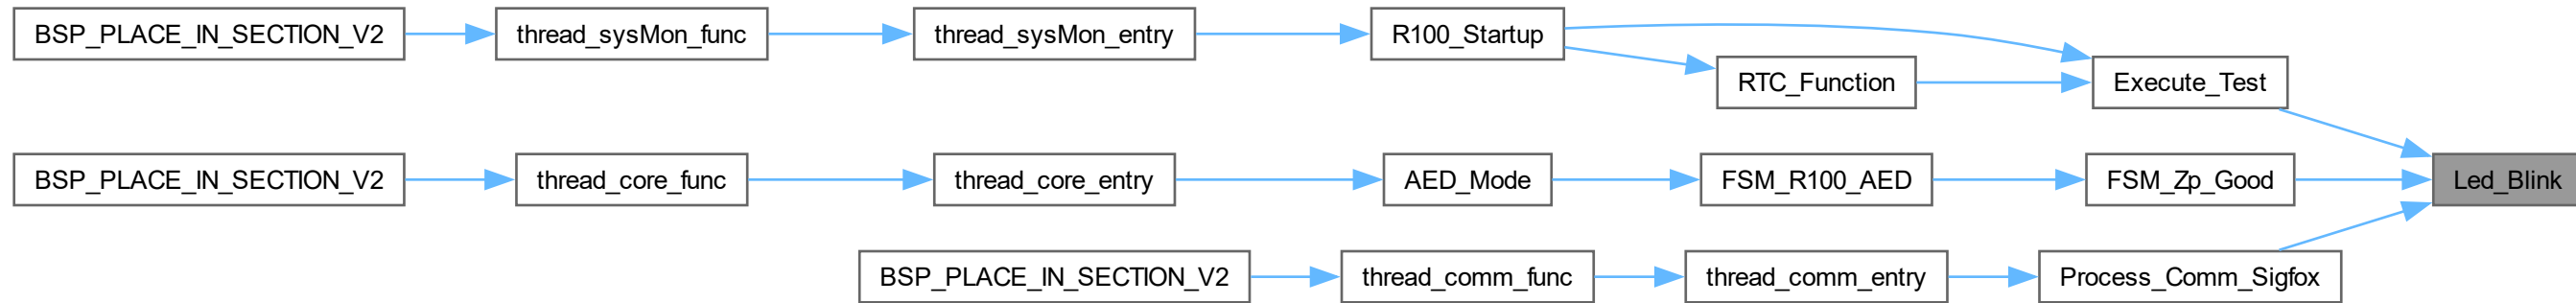 BSP_PLACE_IN_SECTION_V2
thread_sysMon_func
thread_sysMon_entry
R100_Startup
RTC_Function
Execute_Test
BSP_PLACE_IN_SECTION_V2
thread_core_func
thread_core_entry
AED_Mode
FSM_R100_AED
FSM_Zp_Good
Led_Blink
BSP_PLACE_IN_SECTION_V2
thread_comm_func
thread_comm_entry
Process_Comm_Sigfox